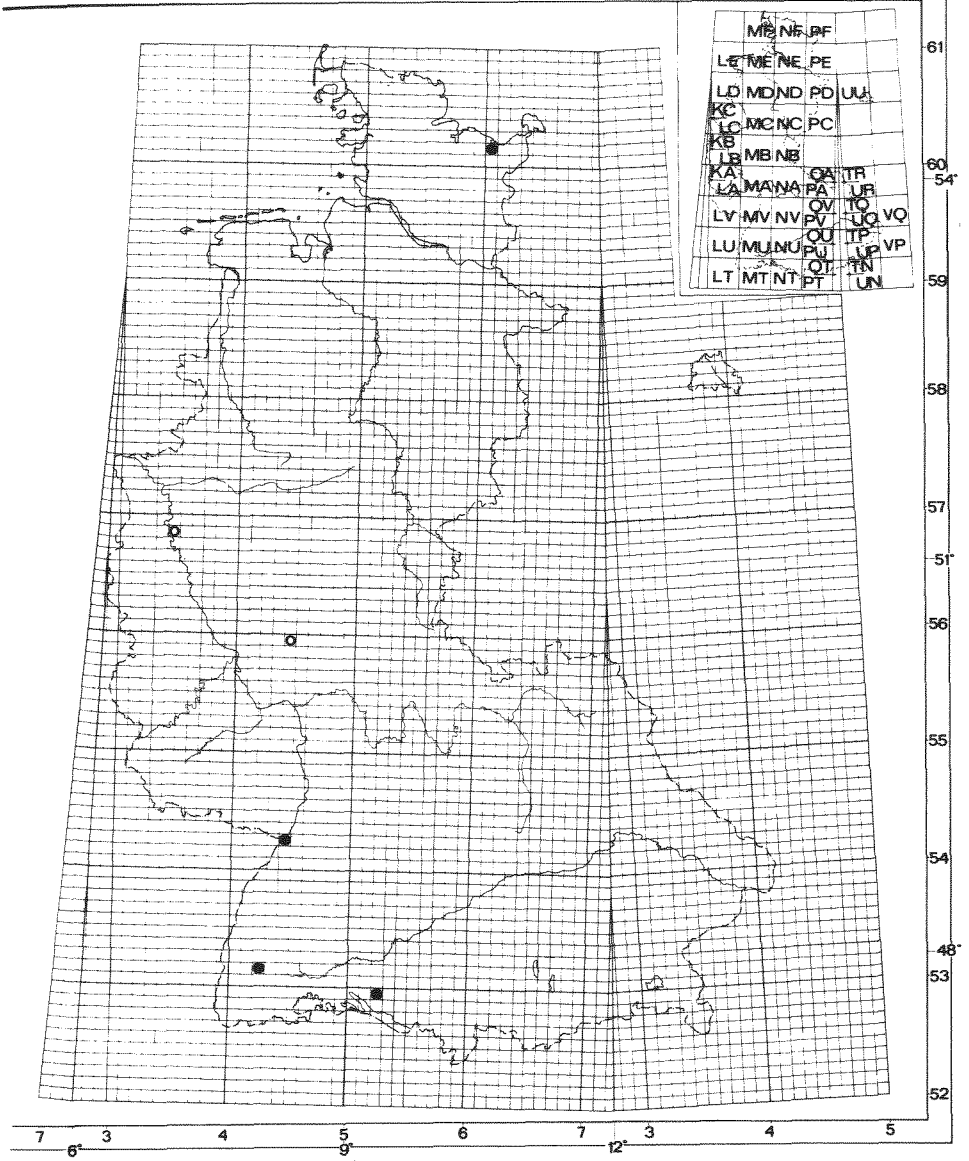 MF NF PF
LE ME NE PE
LD MD ND PD UU
KC
LC MC NC PC
KB
LB MB NB
KA QA TR
LA MA NA PA UR
QV TQ
LV MV NV PV UQ VQ
QU TP
LU MU NU PU UP VP
QT TN
LT MT NT PT UN
61
60
54°
59
58
57
51°
56
55
54
48°
53
52
7 3 4 5 6 7 3 4 5
6° 9° 12°